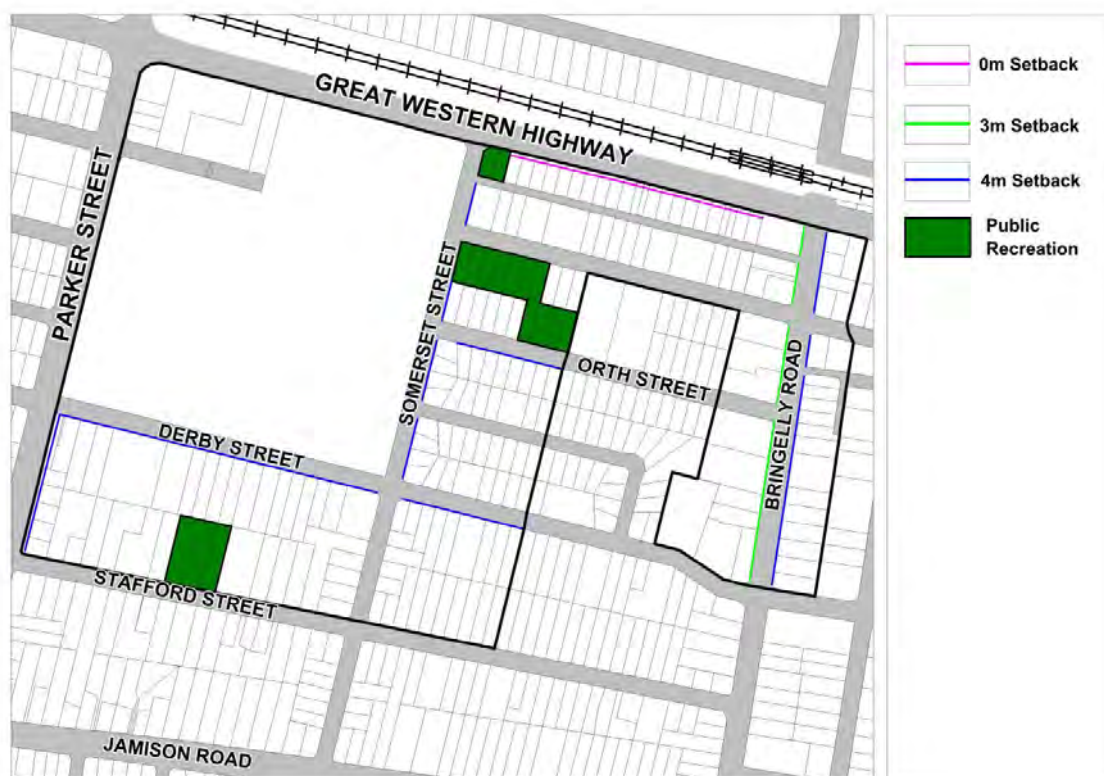 GREAT WESTERN HIGHWAY
PARKER STREET
SOMERSET STREET
ORTH STREET
BRINGELLY ROAD
DERBY STREET
STAFFORD STREET
JAMISON ROAD
0m Setback
3m Setback
4m Setback
Public
Recreation